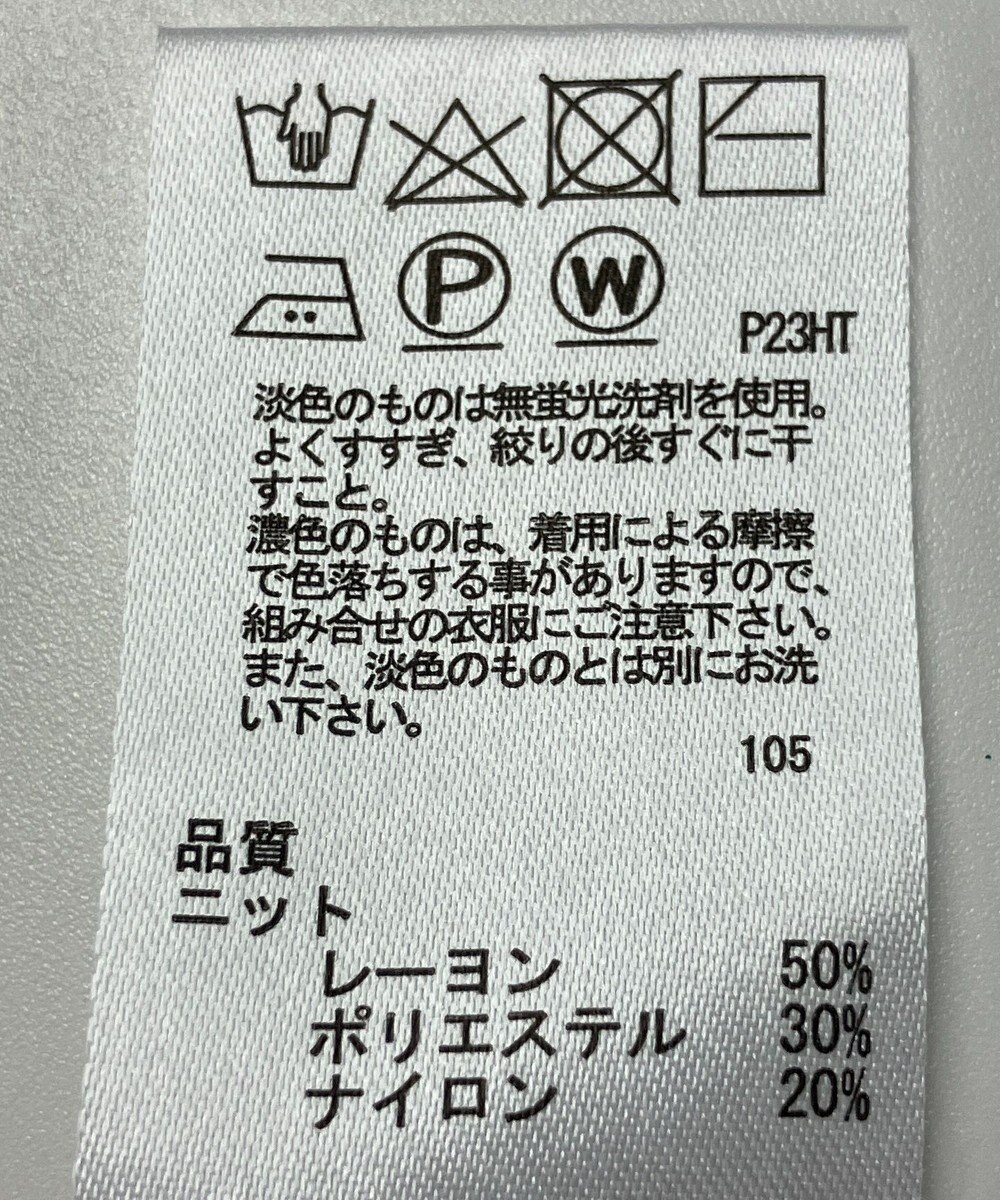 P W P23HT
淡色のものは無蛍光洗剤を使用。
よくすすぎ、絞りの後すぐに干
すこと。
濃色のものは、着用による摩擦
で色落ちする事がありますので、
組み合せの衣服にご注意下さい。
また、淡色のものとは別にお洗
い下さい。
105
品質
ニット
レーヨン 50%
ポリエステル 30%
ナイロン 20%